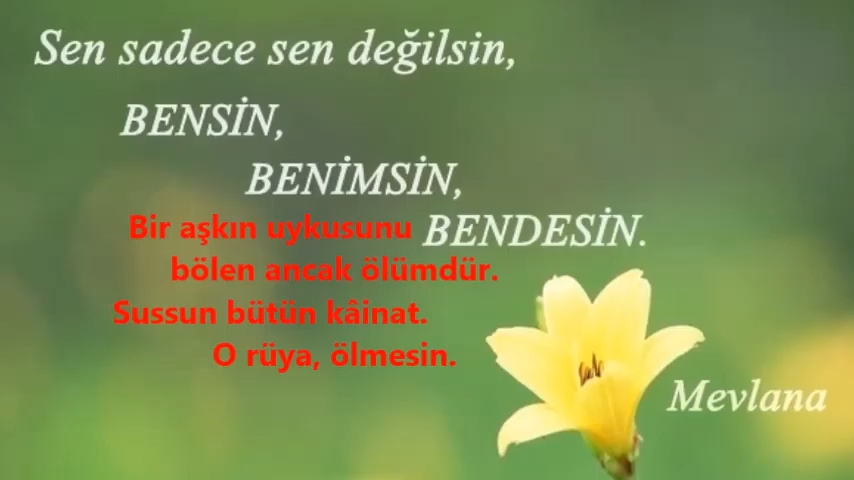 Sen sadece sen değilsin,
BENSİN,
BENİMSİN,
BENDESİN.
Bir aşkın uykusunu
bölen ancak ölümdür.
Sussun bütün kâinat.
O rüya, ölmesin.
Mevlana